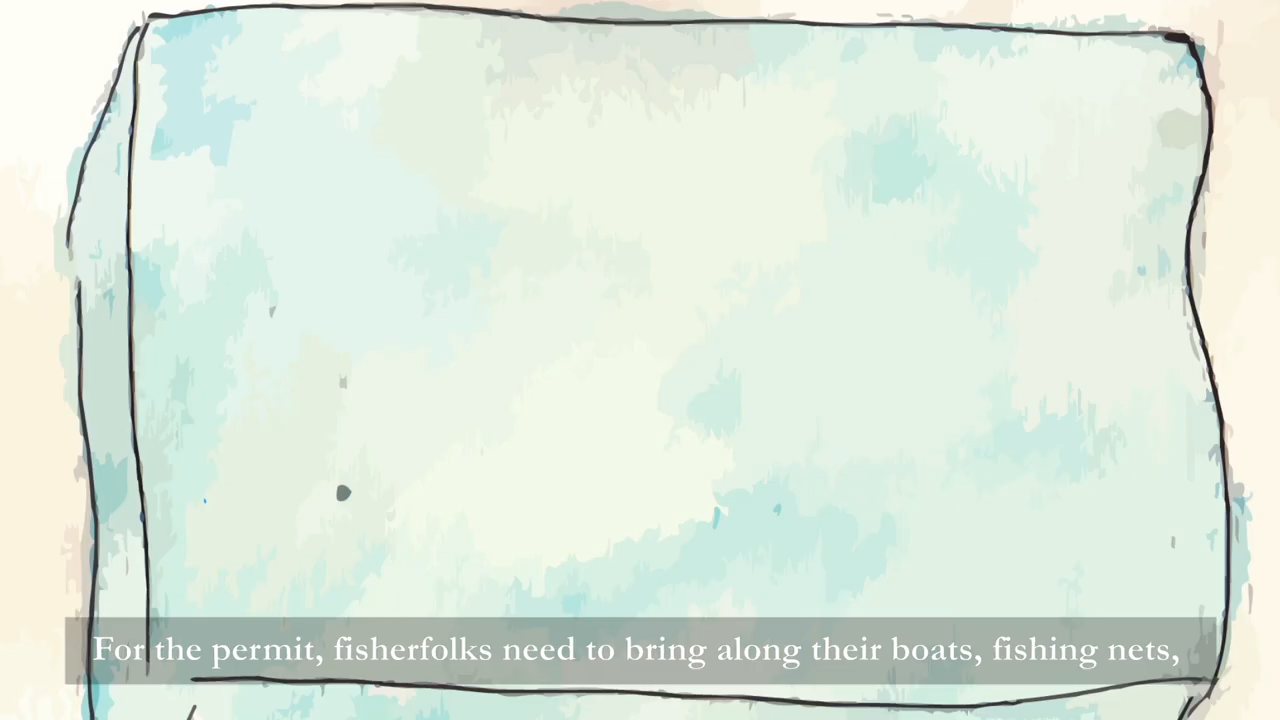 For the permit, fisherfolks need to bring along their boats, fishing nets,